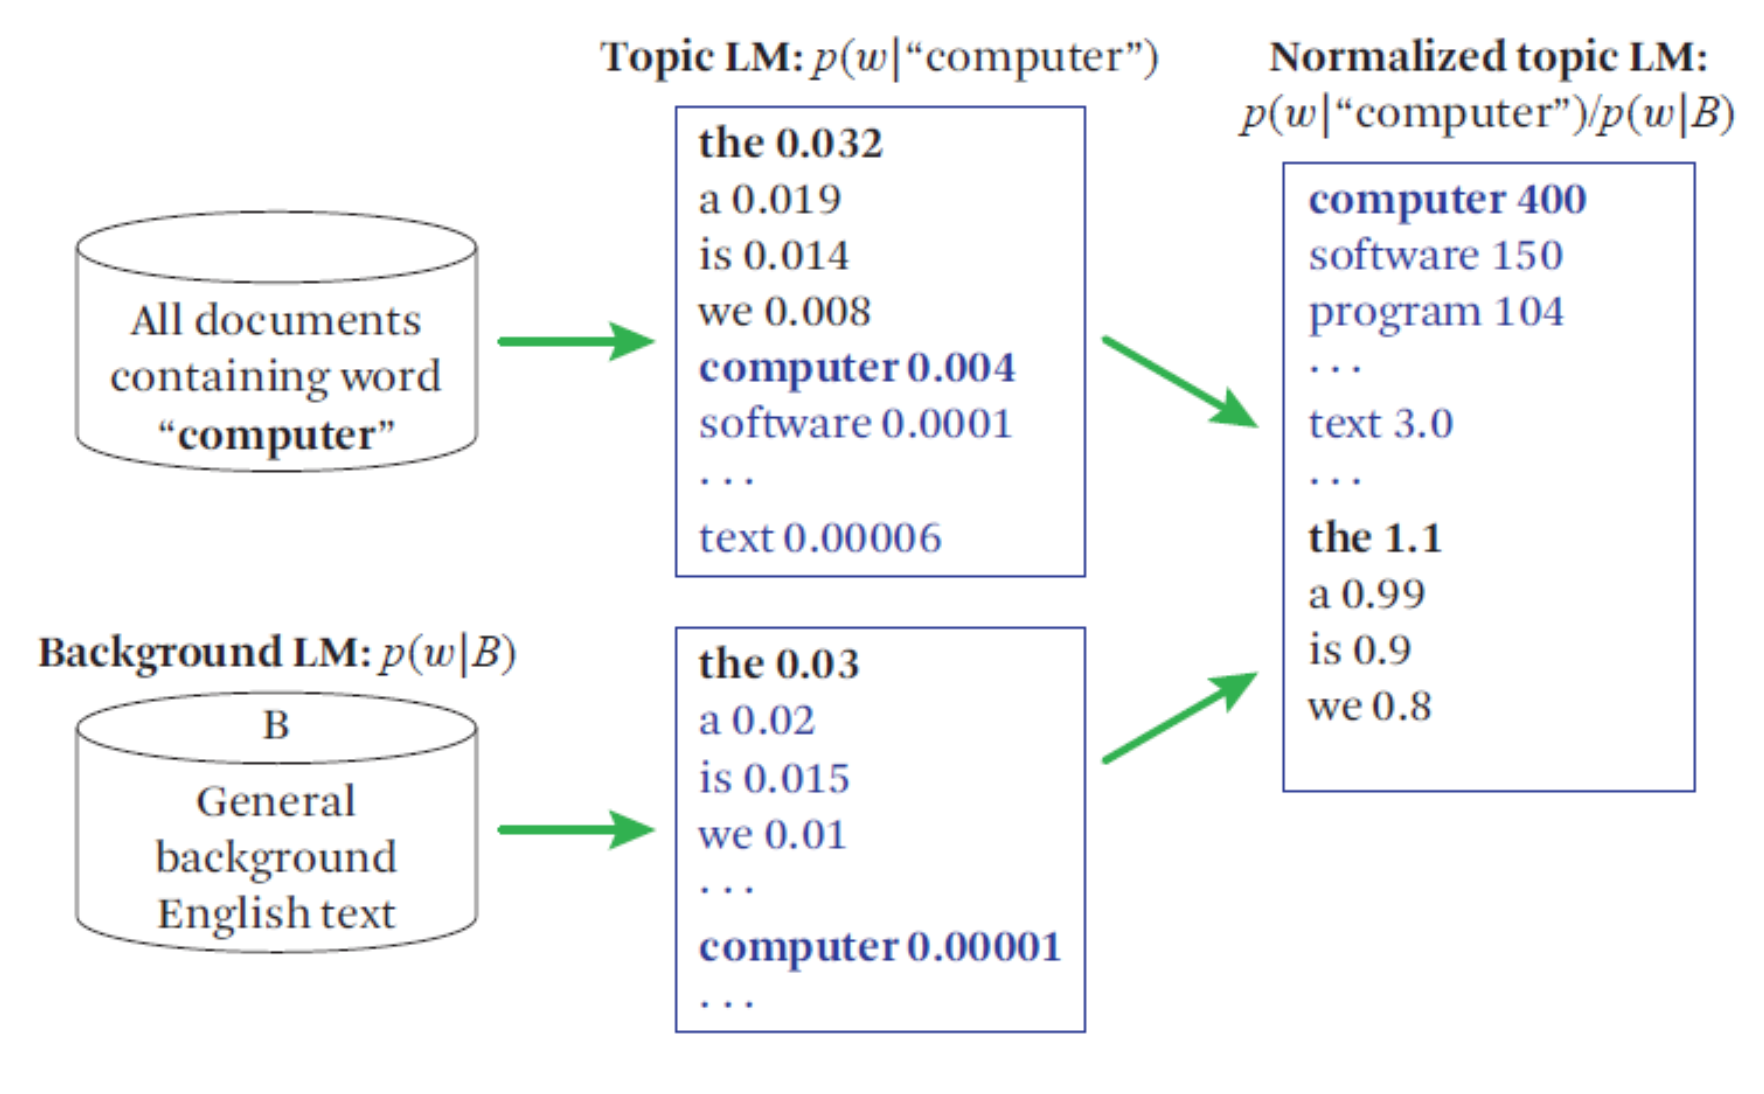 Topic LM: p(w|“computer”)
the 0.032
a 0.019
is 0.014
we 0.008
computer 0.004
software 0.0001
. . .
text 0.00006
Normalized topic LM:
p(w|“computer”)/p(w|B)
computer 400
software 150
program 104
. . .
text 3.0
. . .
the 1.1
a 0.99
is 0.9
we 0.8
All documents
containing word
“computer”
Background LM: p(w|B)
B
General
background
English text
the 0.03
a 0.02
is 0.015
we 0.01
. . .
computer 0.00001
. . .